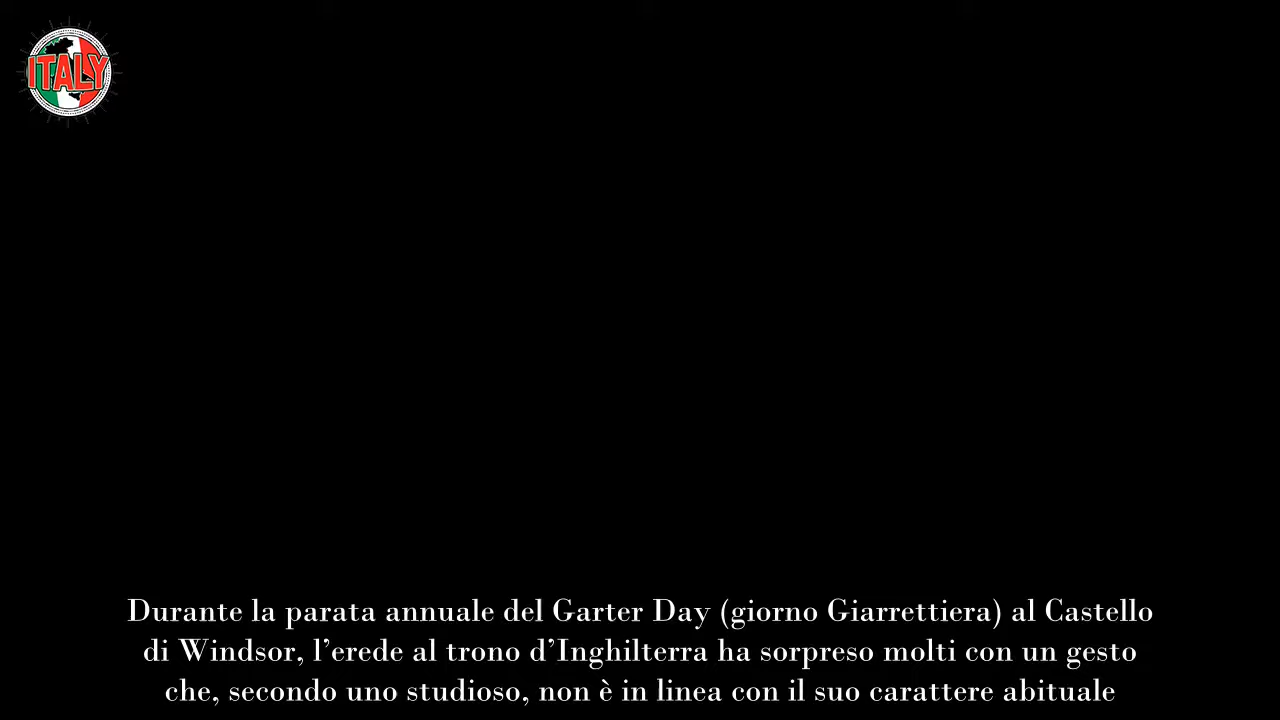 ITALY
Durante la parata annuale del Garter Day (giorno Giarrettiera) al Castello
di Windsor, l’erede al trono d’Inghilterra ha sorpreso molti con un gesto
che, secondo uno studioso, non è in linea con il suo carattere abituale